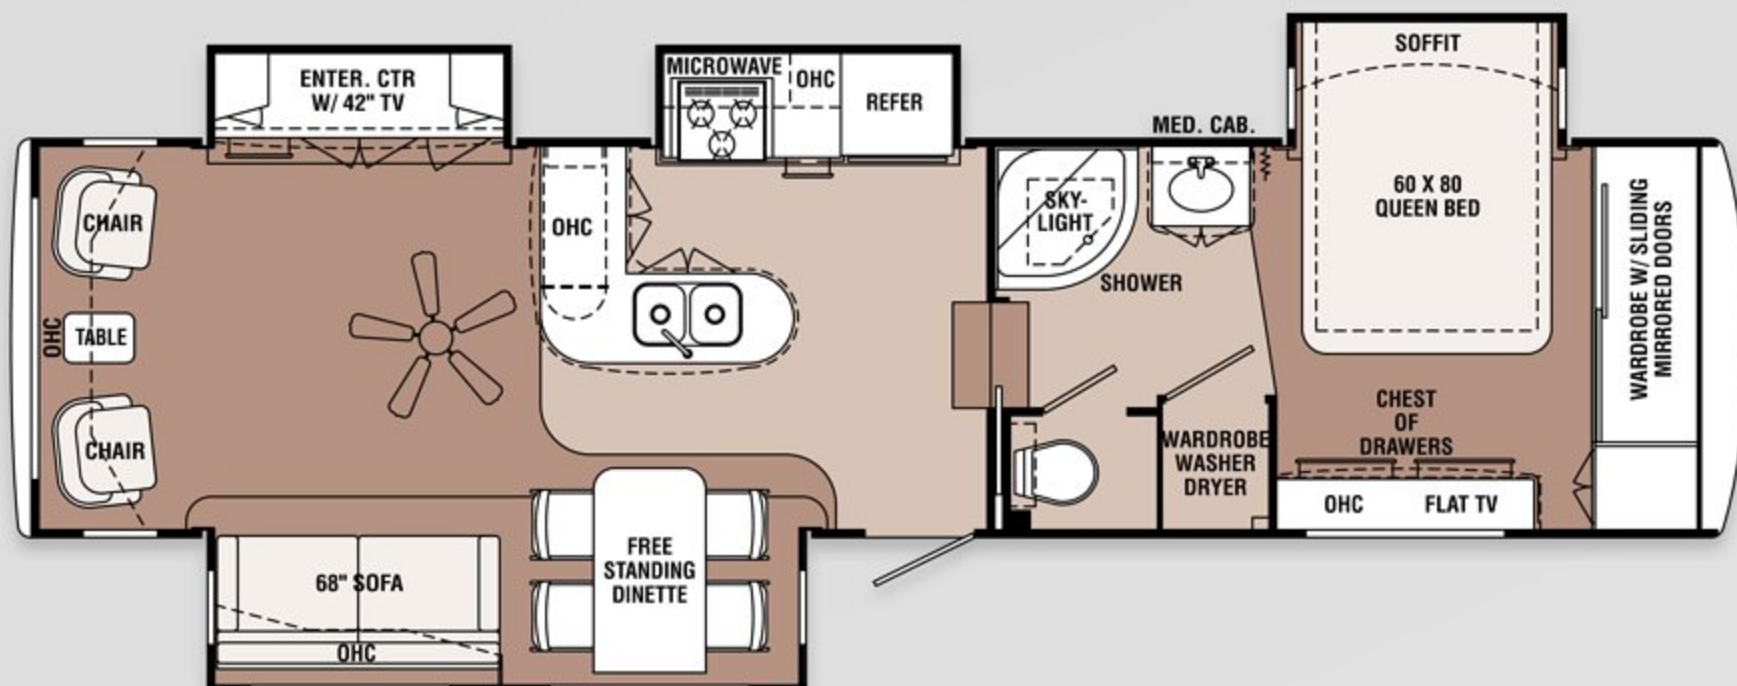 SOFFIT
ENTER. CTR
W/ 42" TV
MICROWAVE
OHC
REFER
MED. CAB.
60 X 80
QUEEN BED
WARDROBE W/ SLIDING
MIRRORED DOORS
CHAIR
OHC
SKY-
LIGHT
SHOWER
OHC
TABLE
CHAIR
CHEST
OF
DRAWERS
WARDROBE
WASHER
DRYER
OHC
FLAT TV
68" SOFA
OHC
FREE
STANDING
DINETTE